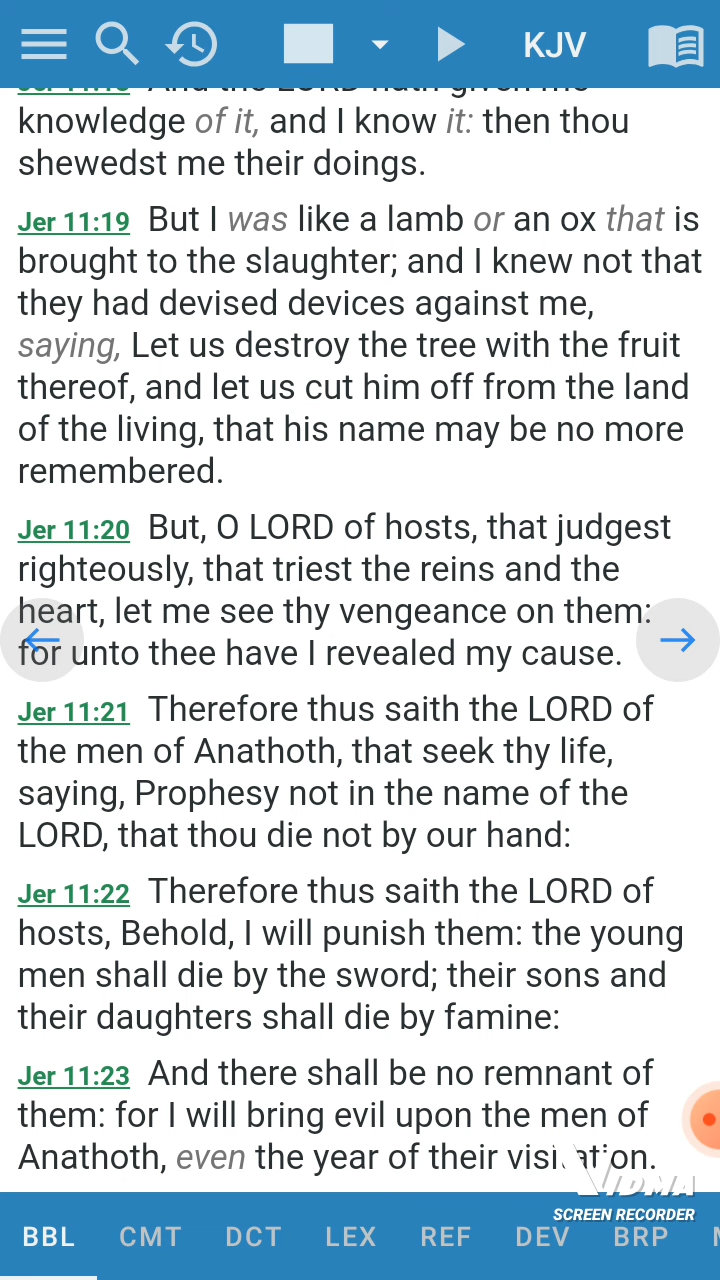 KJV
Jer 11:18 And the LORD hath given me
knowledge of it, and I know it: then thou
shewedst me their doings.
Jer 11:19 But I was like a lamb or an ox that is
brought to the slaughter; and I knew not that
they had devised devices against me,
saying, Let us destroy the tree with the fruit
thereof, and let us cut him off from the land
of the living, that his name may be no more
remembered.
Jer 11:20 But, O LORD of hosts, that judgest
righteously, that triest the reins and the
heart, let me see thy vengeance on them:
for unto thee have I revealed my cause.
Jer 11:21 Therefore thus saith the LORD of
the men of Anathoth, that seek thy life,
saying, Prophesy not in the name of the
LORD, that thou die not by our hand:
Jer 11:22 Therefore thus saith the LORD of
hosts, Behold, I will punish them: the young
men shall die by the sword; their sons and
their daughters shall die by famine:
Jer 11:23 And there shall be no remnant of
them: for I will bring evil upon the men of
Anathoth, even the year of their visitation.
VIDMA
SCREEN RECORDER
BBL CMT DCT LEX REF DEV BRP